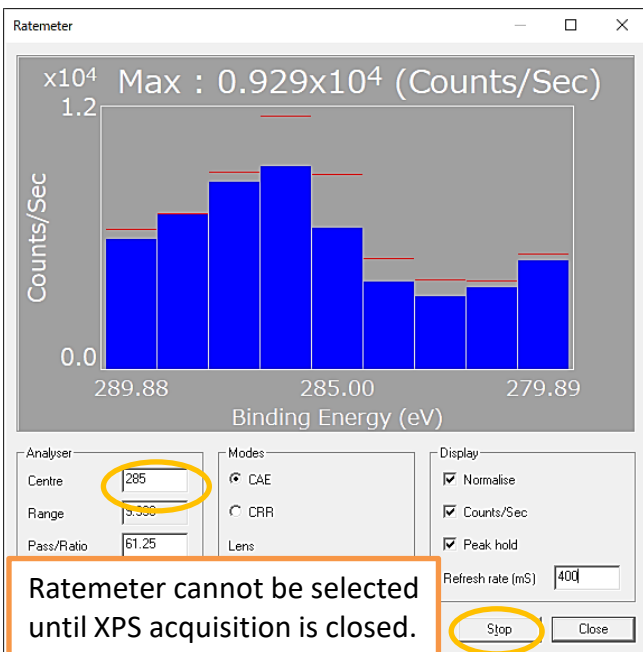 Ratemeter
x10⁴ Max : 0.929x10⁴ (Counts/Sec)
1.2
Counts/Sec
0.0
289.88 285.00 279.89
Binding Energy (eV)
Analyser
Centre 285
Range
Pass/Ratio 61.25
Modes
CAE
CRR
Lens
Display
Normalise
Counts/Sec
Peak hold
Refresh rate (mS) 400
Ratemeter cannot be selected
until XPS acquisition is closed.
Stop Close